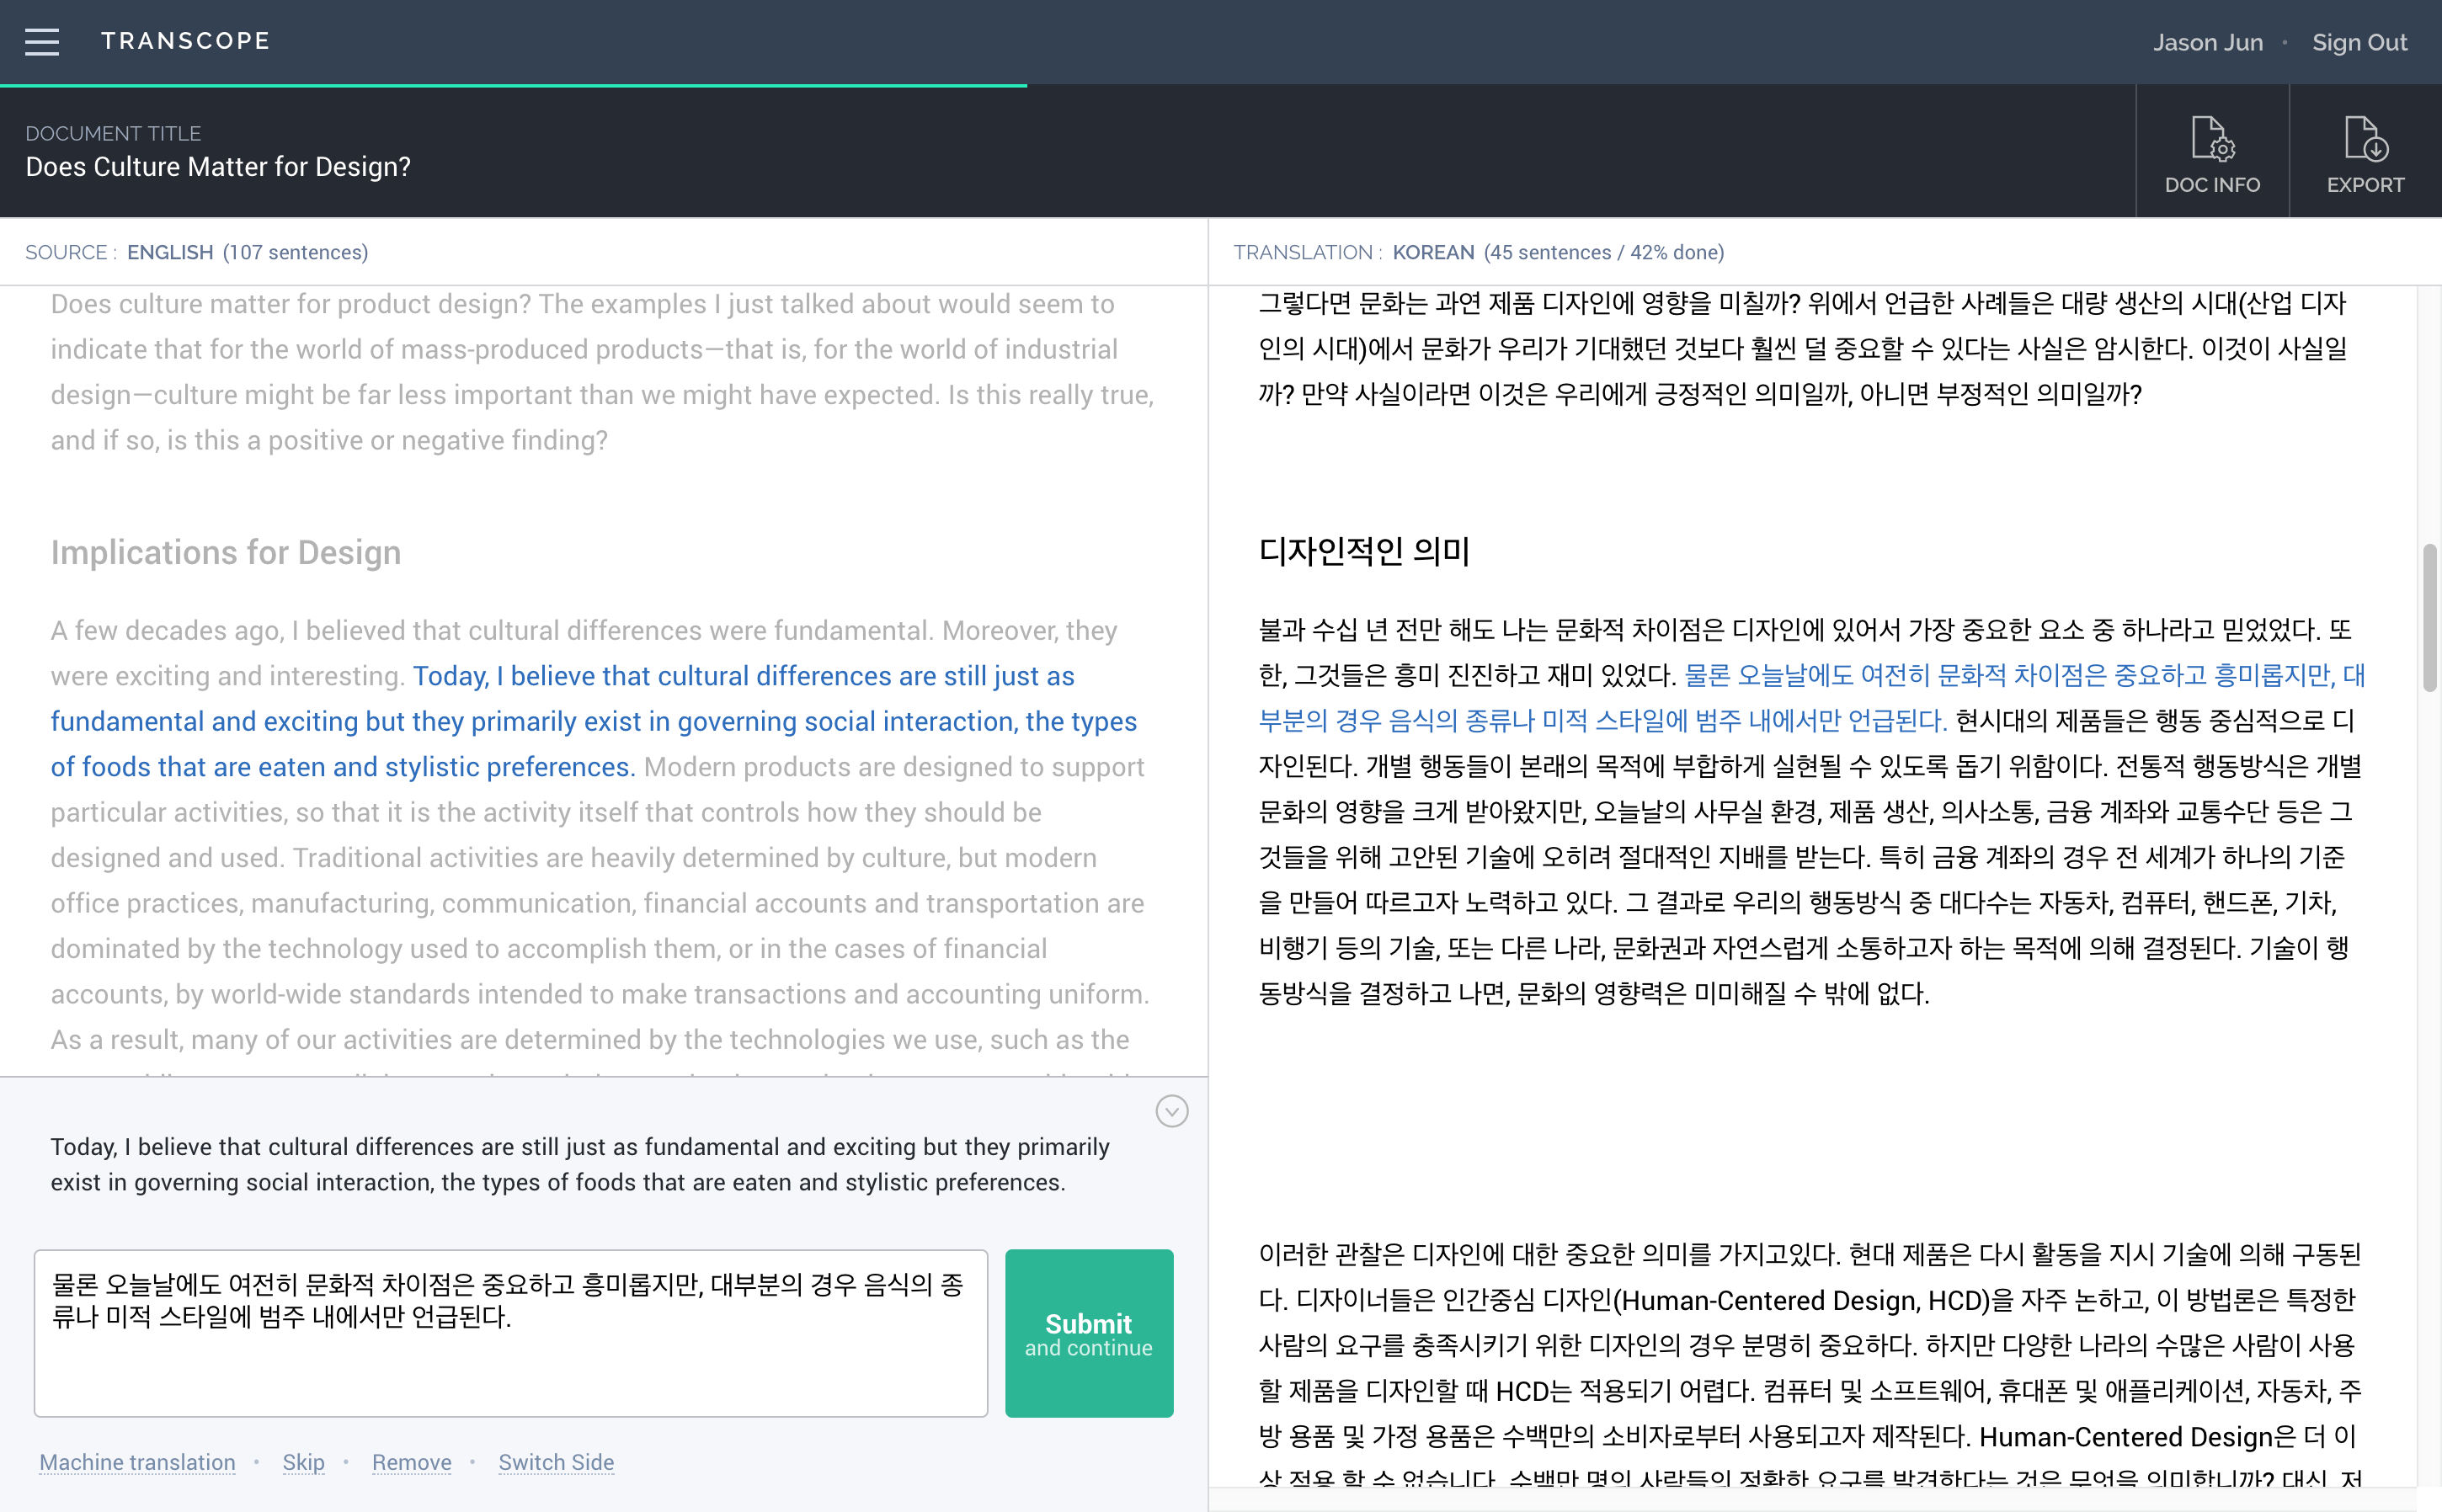 TRANSCOPE
Jason Jun • Sign Out
DOCUMENT TITLE
Does Culture Matter for Design?
DOC INFO
EXPORT
SOURCE : ENGLISH (107 sentences)
Does culture matter for product design? The examples I just talked about would seem to
indicate that for the world of mass-produced products—that is, for the world of industrial
design—culture might be far less important than we might have expected. Is this really true,
and if so, is this a positive or negative finding?
Implications for Design
A few decades ago, I believed that cultural differences were fundamental. Moreover, they
were exciting and interesting. Today, I believe that cultural differences are still just as
fundamental and exciting but they primarily exist in governing social interaction, the types
of foods that are eaten and stylistic preferences. Modern products are designed to support
particular activities, so that it is the activity itself that controls how they should be
designed and used. Traditional activities are heavily determined by culture, but modern
office practices, manufacturing, communication, financial accounts and transportation are
dominated by the technology used to accomplish them, or in the cases of financial
accounts, by world-wide standards intended to make transactions and accounting uniform.
As a result, many of our activities are determined by the technologies we use, such as the
Today, I believe that cultural differences are still just as fundamental and exciting but they primarily
exist in governing social interaction, the types of foods that are eaten and stylistic preferences.
물론 오늘날에도 여전히 문화적 차이점은 중요하고 흥미롭지만, 대부분의 경우 음식의 종
류나 미적 스타일에 범주 내에서만 언급된다.
Submit
and continue
Machine translation • Skip • Remove • Switch Side
TRANSLATION : KOREAN (45 sentences / 42% done)
그렇다면 문화는 과연 제품 디자인에 영향을 미칠까? 위에서 언급한 사례들은 대량 생산의 시대(산업 디자
인의 시대)에서 문화가 우리가 기대했던 것보다 훨씬 덜 중요할 수 있다는 사실은 암시한다. 이것이 사실일
까? 만약 사실이라면 이것은 우리에게 긍정적인 의미일까, 아니면 부정적인 의미일까?
디자인적인 의미
불과 수십 년 전만 해도 나는 문화적 차이점은 디자인에 있어서 가장 중요한 요소 중 하나라고 믿었었다. 또
한, 그것들은 흥미 진진하고 재미 있었다. 물론 오늘날에도 여전히 문화적 차이점은 중요하고 흥미롭지만, 대
부분의 경우 음식의 종류나 미적 스타일에 범주 내에서만 언급된다. 현시대의 제품들은 행동 중심적으로 디
자인된다. 개별 행동들이 본래의 목적에 부합하게 실현될 수 있도록 돕기 위함이다. 전통적 행동방식은 개별
문화의 영향을 크게 받아왔지만, 오늘날의 사무실 환경, 제품 생산, 의사소통, 금융 계좌와 교통수단 등은 그
것들을 위해 고안된 기술에 오히려 절대적인 지배를 받는다. 특히 금융 계좌의 경우 전 세계가 하나의 기준
을 만들어 따르고자 노력하고 있다. 그 결과로 우리의 행동방식 중 대다수는 자동차, 컴퓨터, 핸드폰, 기차,
비행기 등의 기술, 또는 다른 나라, 문화권과 자연스럽게 소통하고자 하는 목적에 의해 결정된다. 기술이 행
동방식을 결정하고 나면, 문화의 영향력은 미미해질 수 밖에 없다.
이러한 관찰은 디자인에 대한 중요한 의미를 가지고있다. 현대 제품은 다시 활동을 지시 기술에 의해 구동된
다. 디자이너들은 인간중심 디자인(Human-Centered Design, HCD)을 자주 논하고, 이 방법론은 특정한
사람의 요구를 충족시키기 위한 디자인의 경우 분명히 중요하다. 하지만 다양한 나라의 수많은 사람이 사용
할 제품을 디자인할 때 HCD는 적용되기 어렵다. 컴퓨터 및 소프트웨어, 휴대폰 및 애플리케이션, 자동차, 주
방 용품 및 가정 용품은 수백만의 소비자로부터 사용되고자 제작된다. Human-Centered Design은 더 이
상 적용 할 수 없습니다. 수백만 명의 사람들의 정확한 요구를 발견한다는 것은 무엇을 의미합니까? 대신, 저